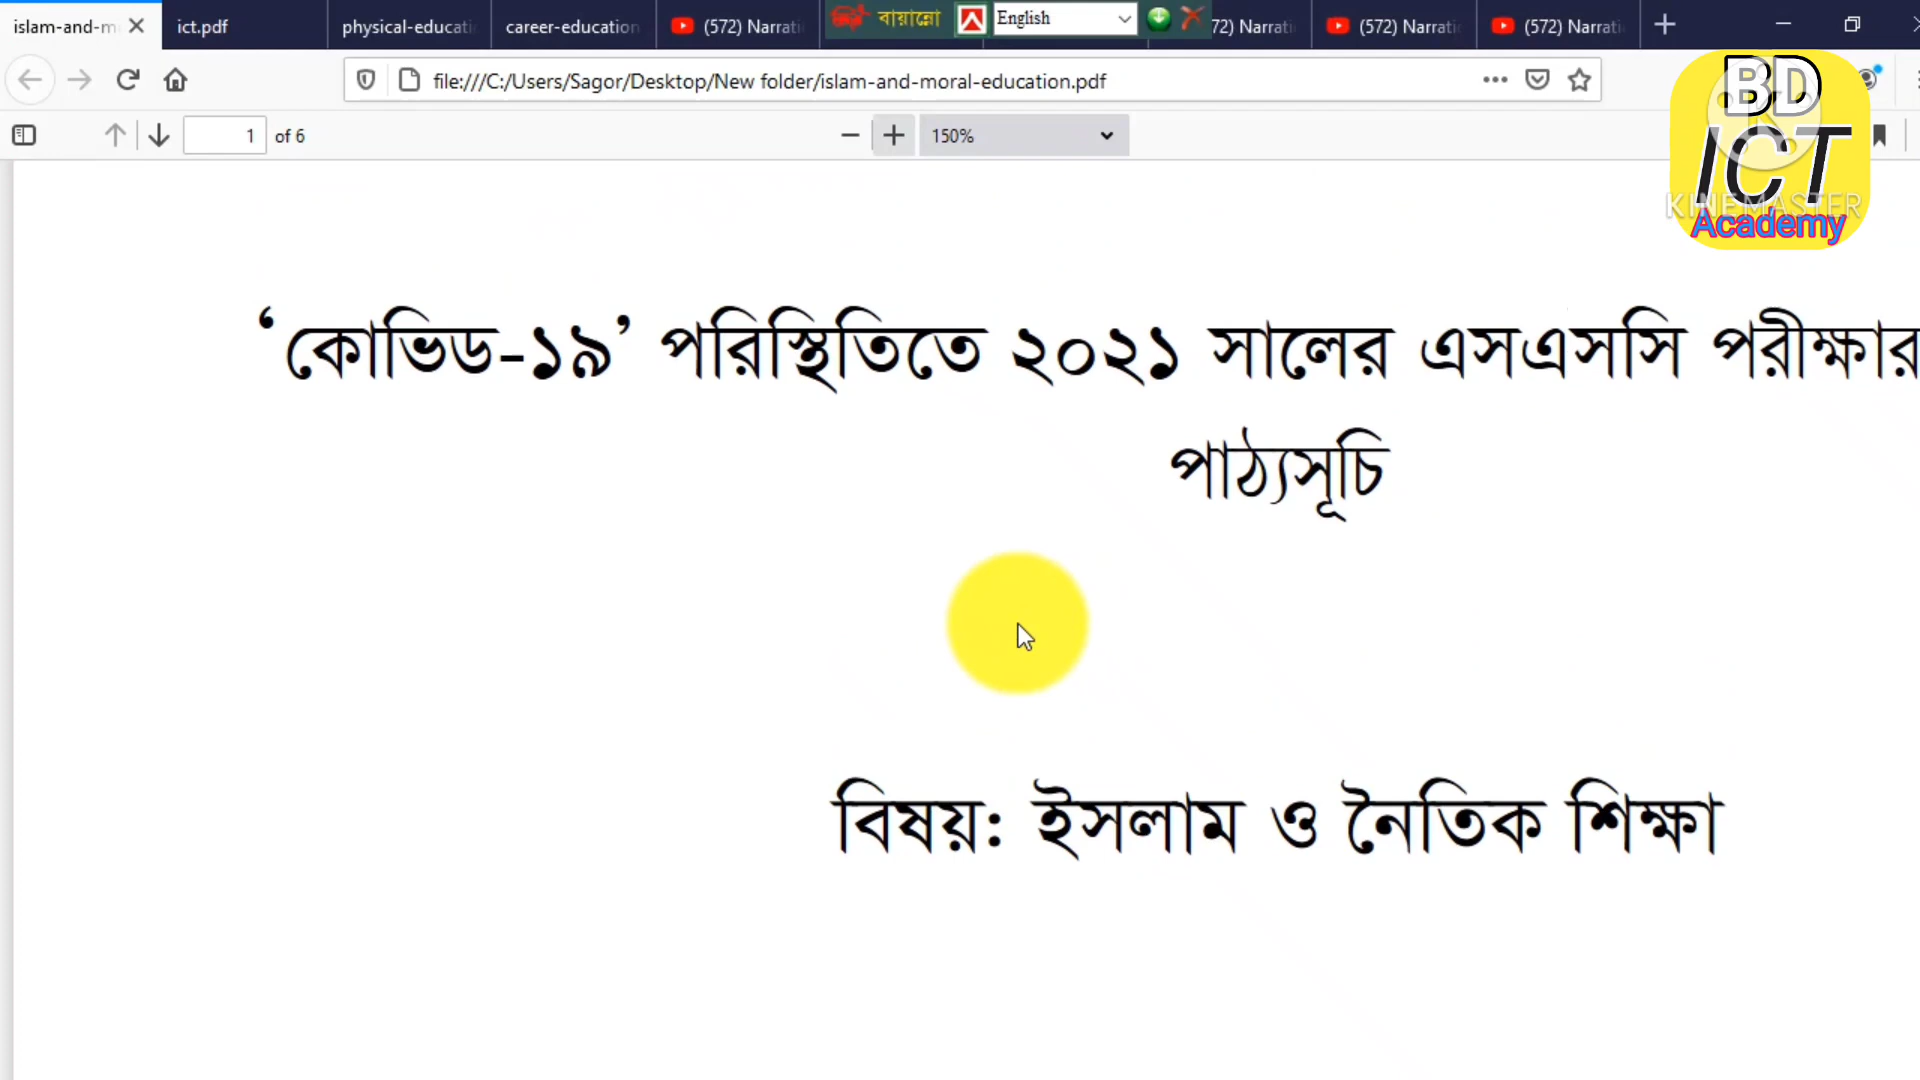 islam-and-m
ict.pdf
physical-educati
career-education
(572) Narrati
বায়ান্নো
English
72) Narrati
(572) Narrati
(572) Narrati
file:///C:/Users/Sagor/Desktop/New folder/islam-and-moral-education.pdf
1 of 6
150%
BD
ICT
KINEMASTER
Academy
‘কোভিড-১৯’ পরিস্থিতিতে ২০২১ সালের এসএসসি পরীক্ষার
পাঠ্যসূচি
বিষয়: ইসলাম ও নৈতিক শিক্ষা